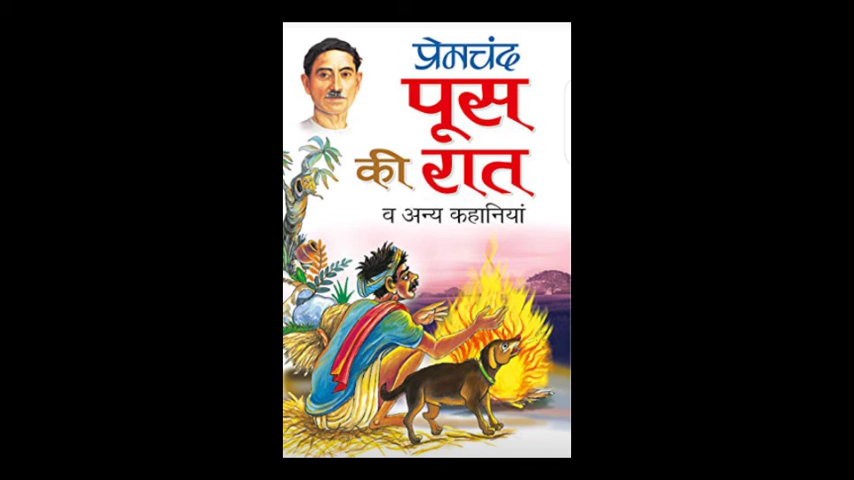 प्रेमचंद
पूस
की रात
व अन्य कहानियां